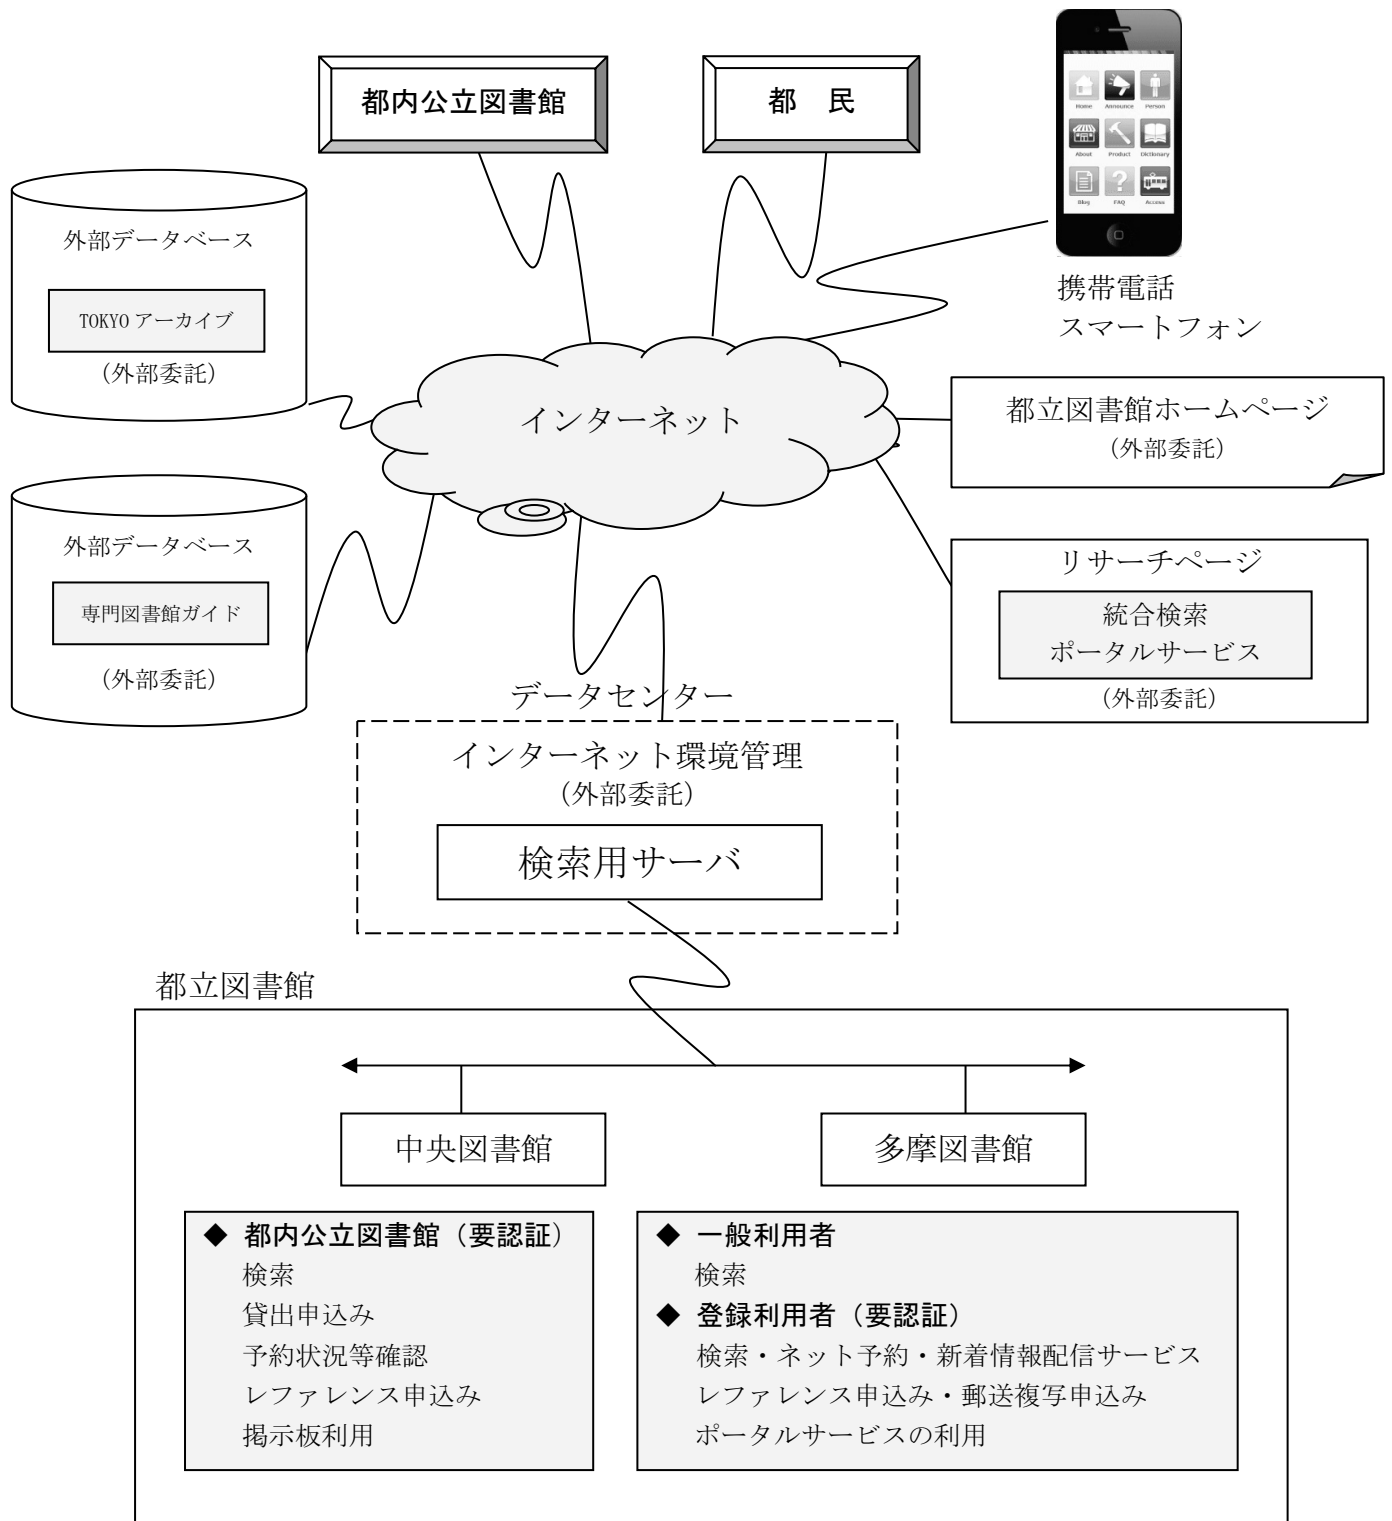 都内公立図書館
都　民
Home Announce Person
About Product Dictionary
Blog FAQ Access
携帯電話
スマートフォン
外部データベース
TOKYO アーカイブ
（外部委託）
インターネット
都立図書館ホームページ
（外部委託）
外部データベース
専門図書館ガイド
（外部委託）
リサーチページ
統合検索
ポータルサービス
（外部委託）
データセンター
インターネット環境管理
（外部委託）
検索用サーバ
都立図書館
中央図書館
多摩図書館
◆ 都内公立図書館（要認証）
検索
貸出申込み
予約状況等確認
レファレンス申込み
掲示板利用
◆ 一般利用者
検索
◆ 登録利用者（要認証）
検索・ネット予約・新着情報配信サービス
レファレンス申込み・郵送複写申込み
ポータルサービスの利用